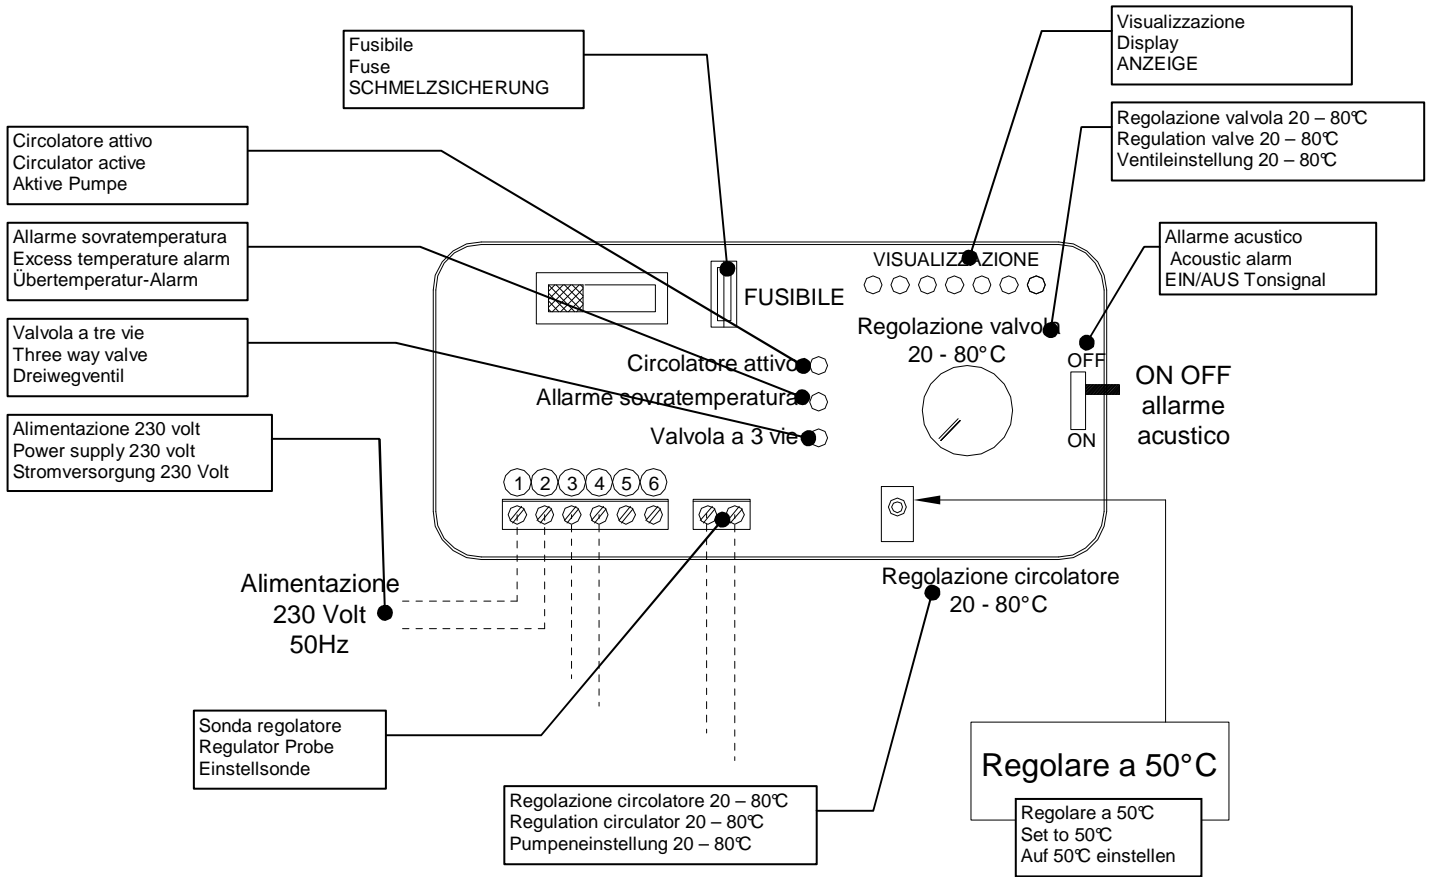 Visualizzazione
Display
ANZEIGE
Fusibile
Fuse
SCHMELZSICHERUNG
Regolazione valvola 20 – 80℃
Regulation valve 20 – 80℃
Ventileinstellung 20 – 80℃
Circolatore attivo
Circulator active
Aktive Pumpe
Allarme sovratemperatura
Excess temperature alarm
Übertemperatur-Alarm
Allarme acustico
Acoustic alarm
EIN/AUS Tonsignal
Valvola a tre vie
Three way valve
Dreiwegventil
Alimentazione 230 volt
Power supply 230 volt
Stromversorgung 230 Volt
VISUALIZZAZIONE
FUSIBILE
Regolazione valvola
20 - 80°C
Circolatore attivo
Allarme sovratemperatura
Valvola a 3 vie
OFF
ON
ON OFF
allarme
acustico
1 2 3 4 5 6
Alimentazione
230 Volt
50Hz
Regolazione circolatore
20 - 80°C
Sonda regolatore
Regulator Probe
Einstellsonde
Regolazione circolatore 20 – 80℃
Regulation circulator 20 – 80℃
Pumpeneinstellung 20 – 80℃
Regolare a 50°C
Regolare a 50℃
Set to 50℃
Auf 50℃ einstellen